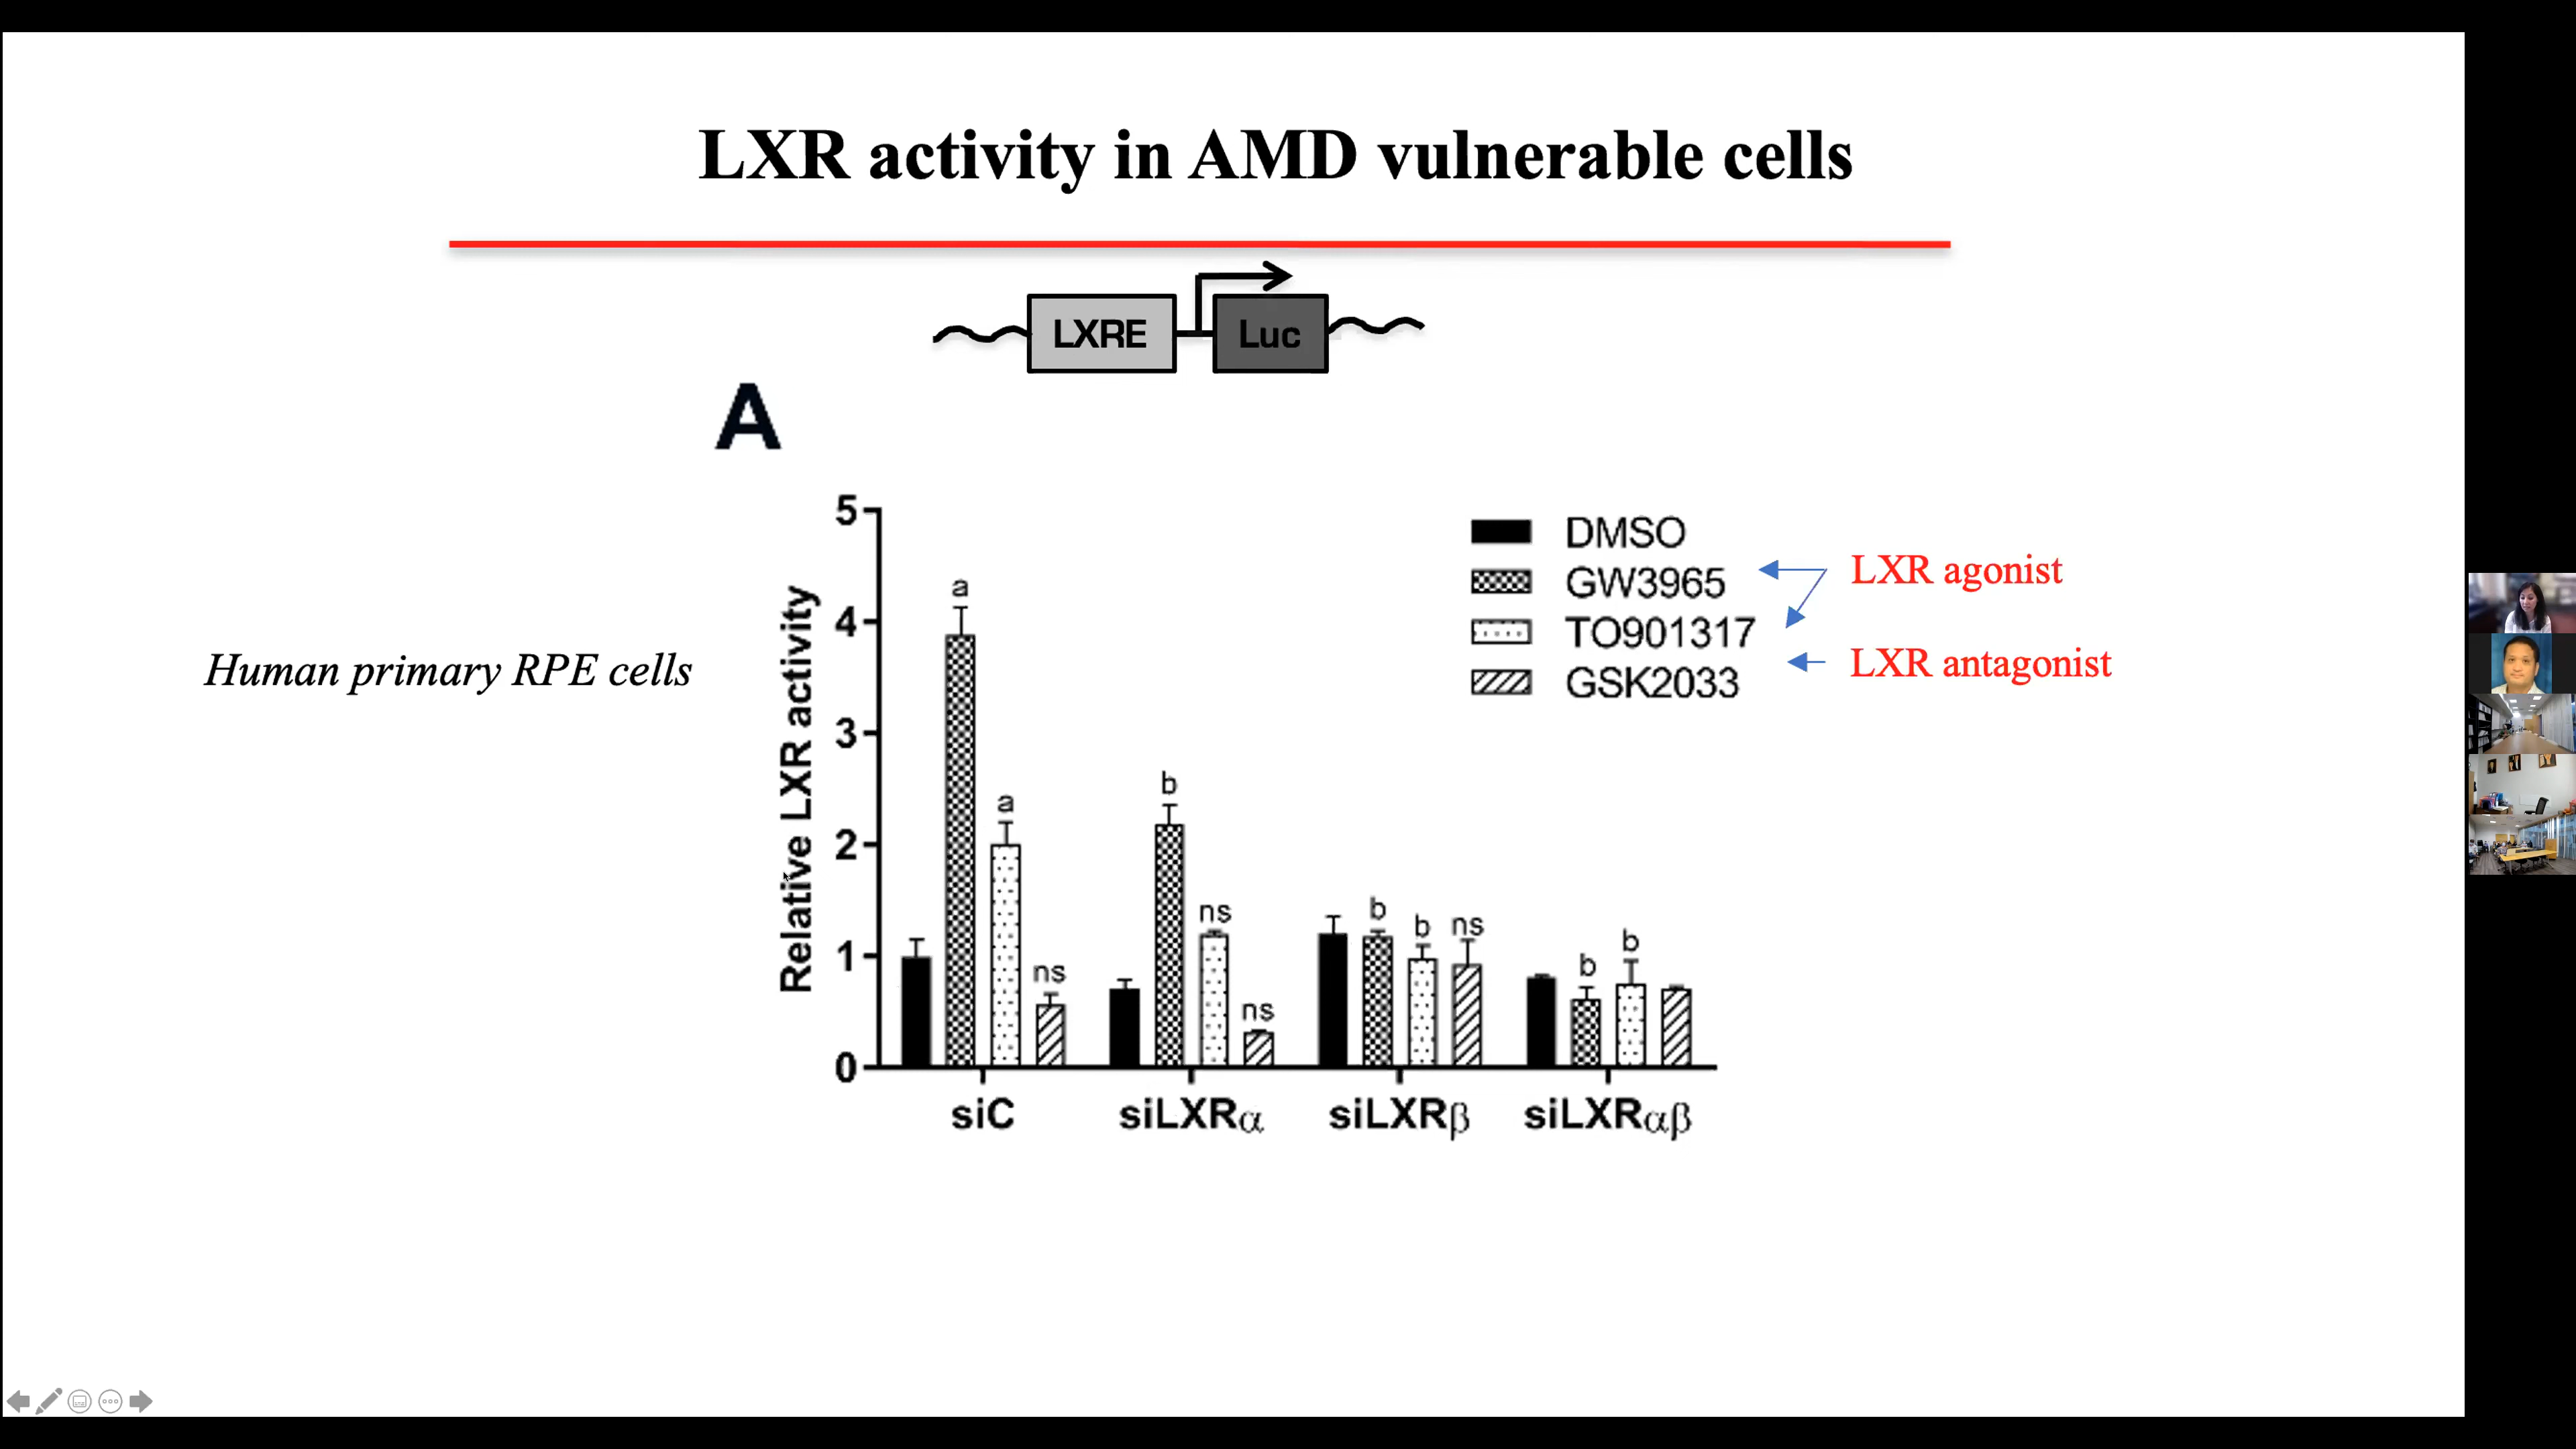 LXR activity in AMD vulnerable cells
LXRE
Luc
A
Human primary RPE cells
Relative LXR activity
5
4
3
2
1
0
a
a
ns
b
ns
ns
b
b
ns
b
b
siC
siLXRα
siLXRβ
siLXRαβ
DMSO
GW3965
TO901317
GSK2033
LXR agonist
LXR antagonist